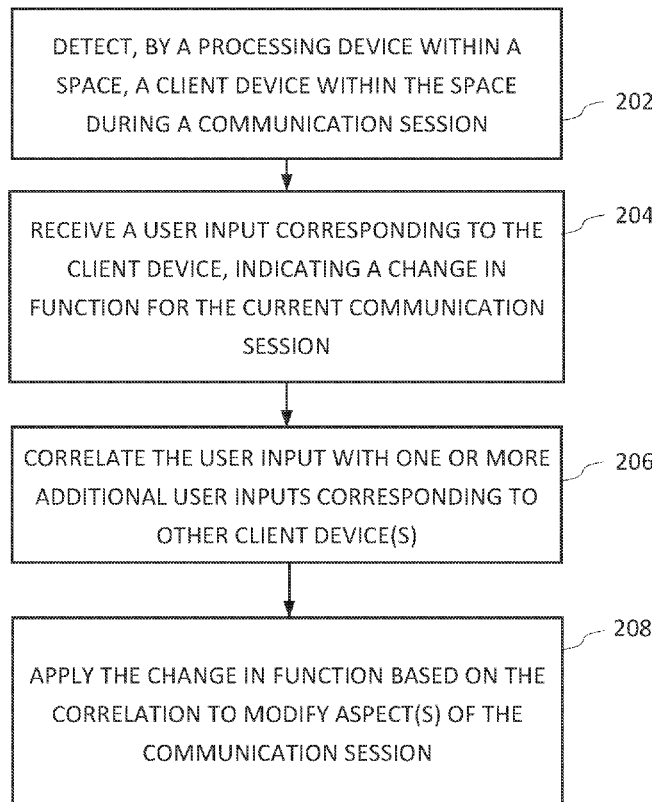 DETECT, BY A PROCESSING DEVICE WITHIN A
SPACE, A CLIENT DEVICE WITHIN THE SPACE
DURING A COMMUNICATION SESSION
202
RECEIVE A USER INPUT CORRESPONDING TO THE
CLIENT DEVICE, INDICATING A CHANGE IN
FUNCTION FOR THE CURRENT COMMUNICATION
SESSION
204
CORRELATE THE USER INPUT WITH ONE OR MORE
ADDITIONAL USER INPUTS CORRESPONDING TO
OTHER CLIENT DEVICE(S)
206
APPLY THE CHANGE IN FUNCTION BASED ON THE
CORRELATION TO MODIFY ASPECT(S) OF THE
COMMUNICATION SESSION
208